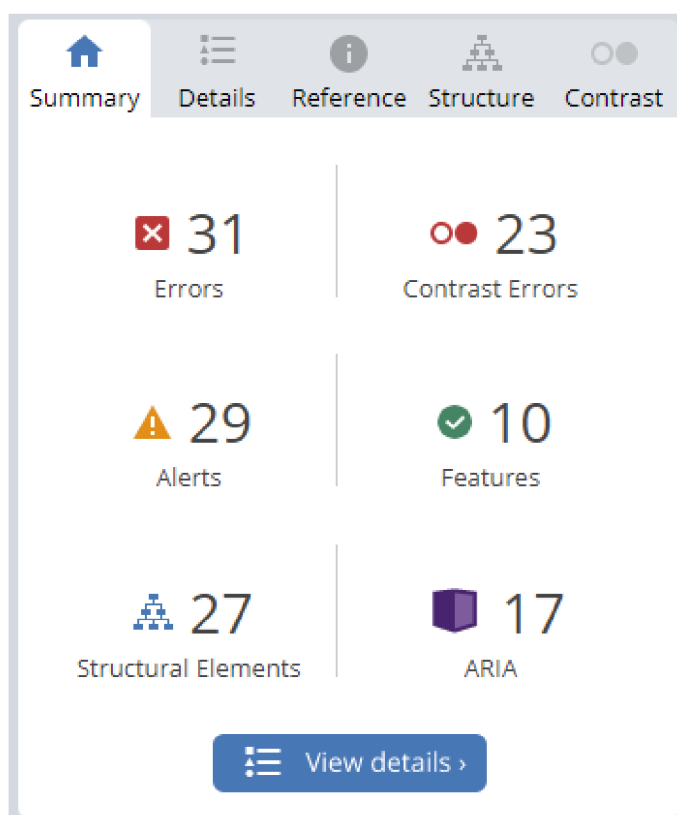 Summary Details Reference Structure Contrast
31 23
Errors Contrast Errors
29 10
Alerts Features
27 17
Structural Elements ARIA
View details ›